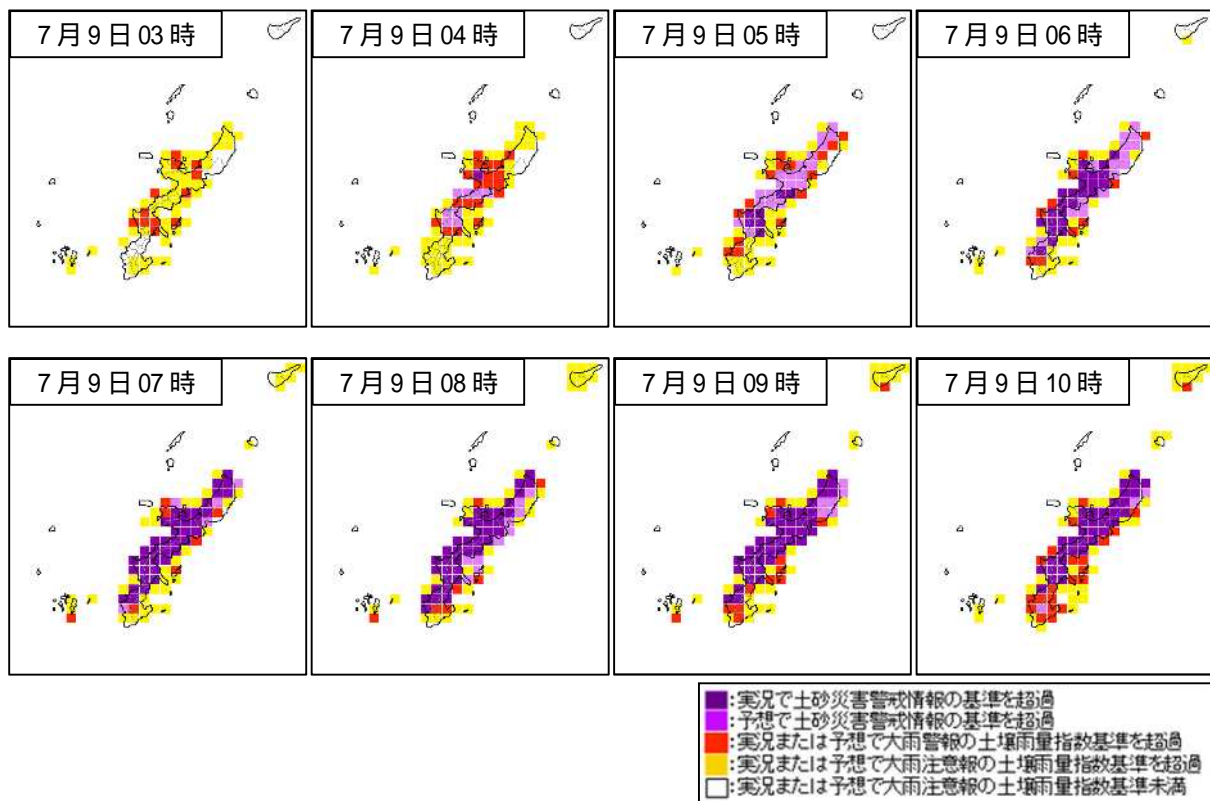 7月9日03時
7月9日04時
7月9日05時
7月9日06時
7月9日07時
7月9日08時
7月9日09時
7月9日10時
:実況で土砂災害警戒情報の基準を超過
:予想で土砂災害警戒情報の基準を超過
:実況または予想で大雨警報の土壌雨量指数基準を超過
:実況または予想で大雨注意報の土壌雨量指数基準を超過
:実況または予想で大雨注意報の土壌雨量指数基準未満